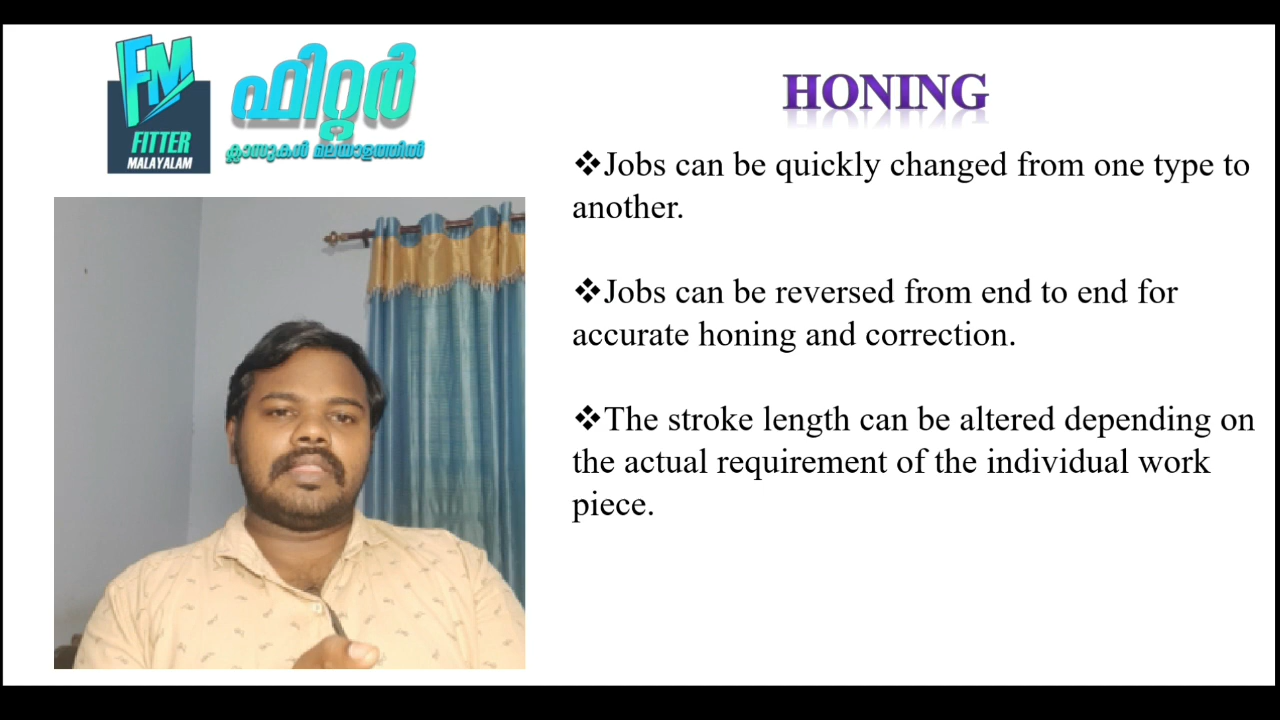 FM
FITTER
MALAYALAM
ഫിറ്റർ
ക്ലാസുകൾ മലയാളത്തിൽ
HONING
❖Jobs can be quickly changed from one type to
another.
❖Jobs can be reversed from end to end for
accurate honing and correction.
❖The stroke length can be altered depending on
the actual requirement of the individual work
piece.